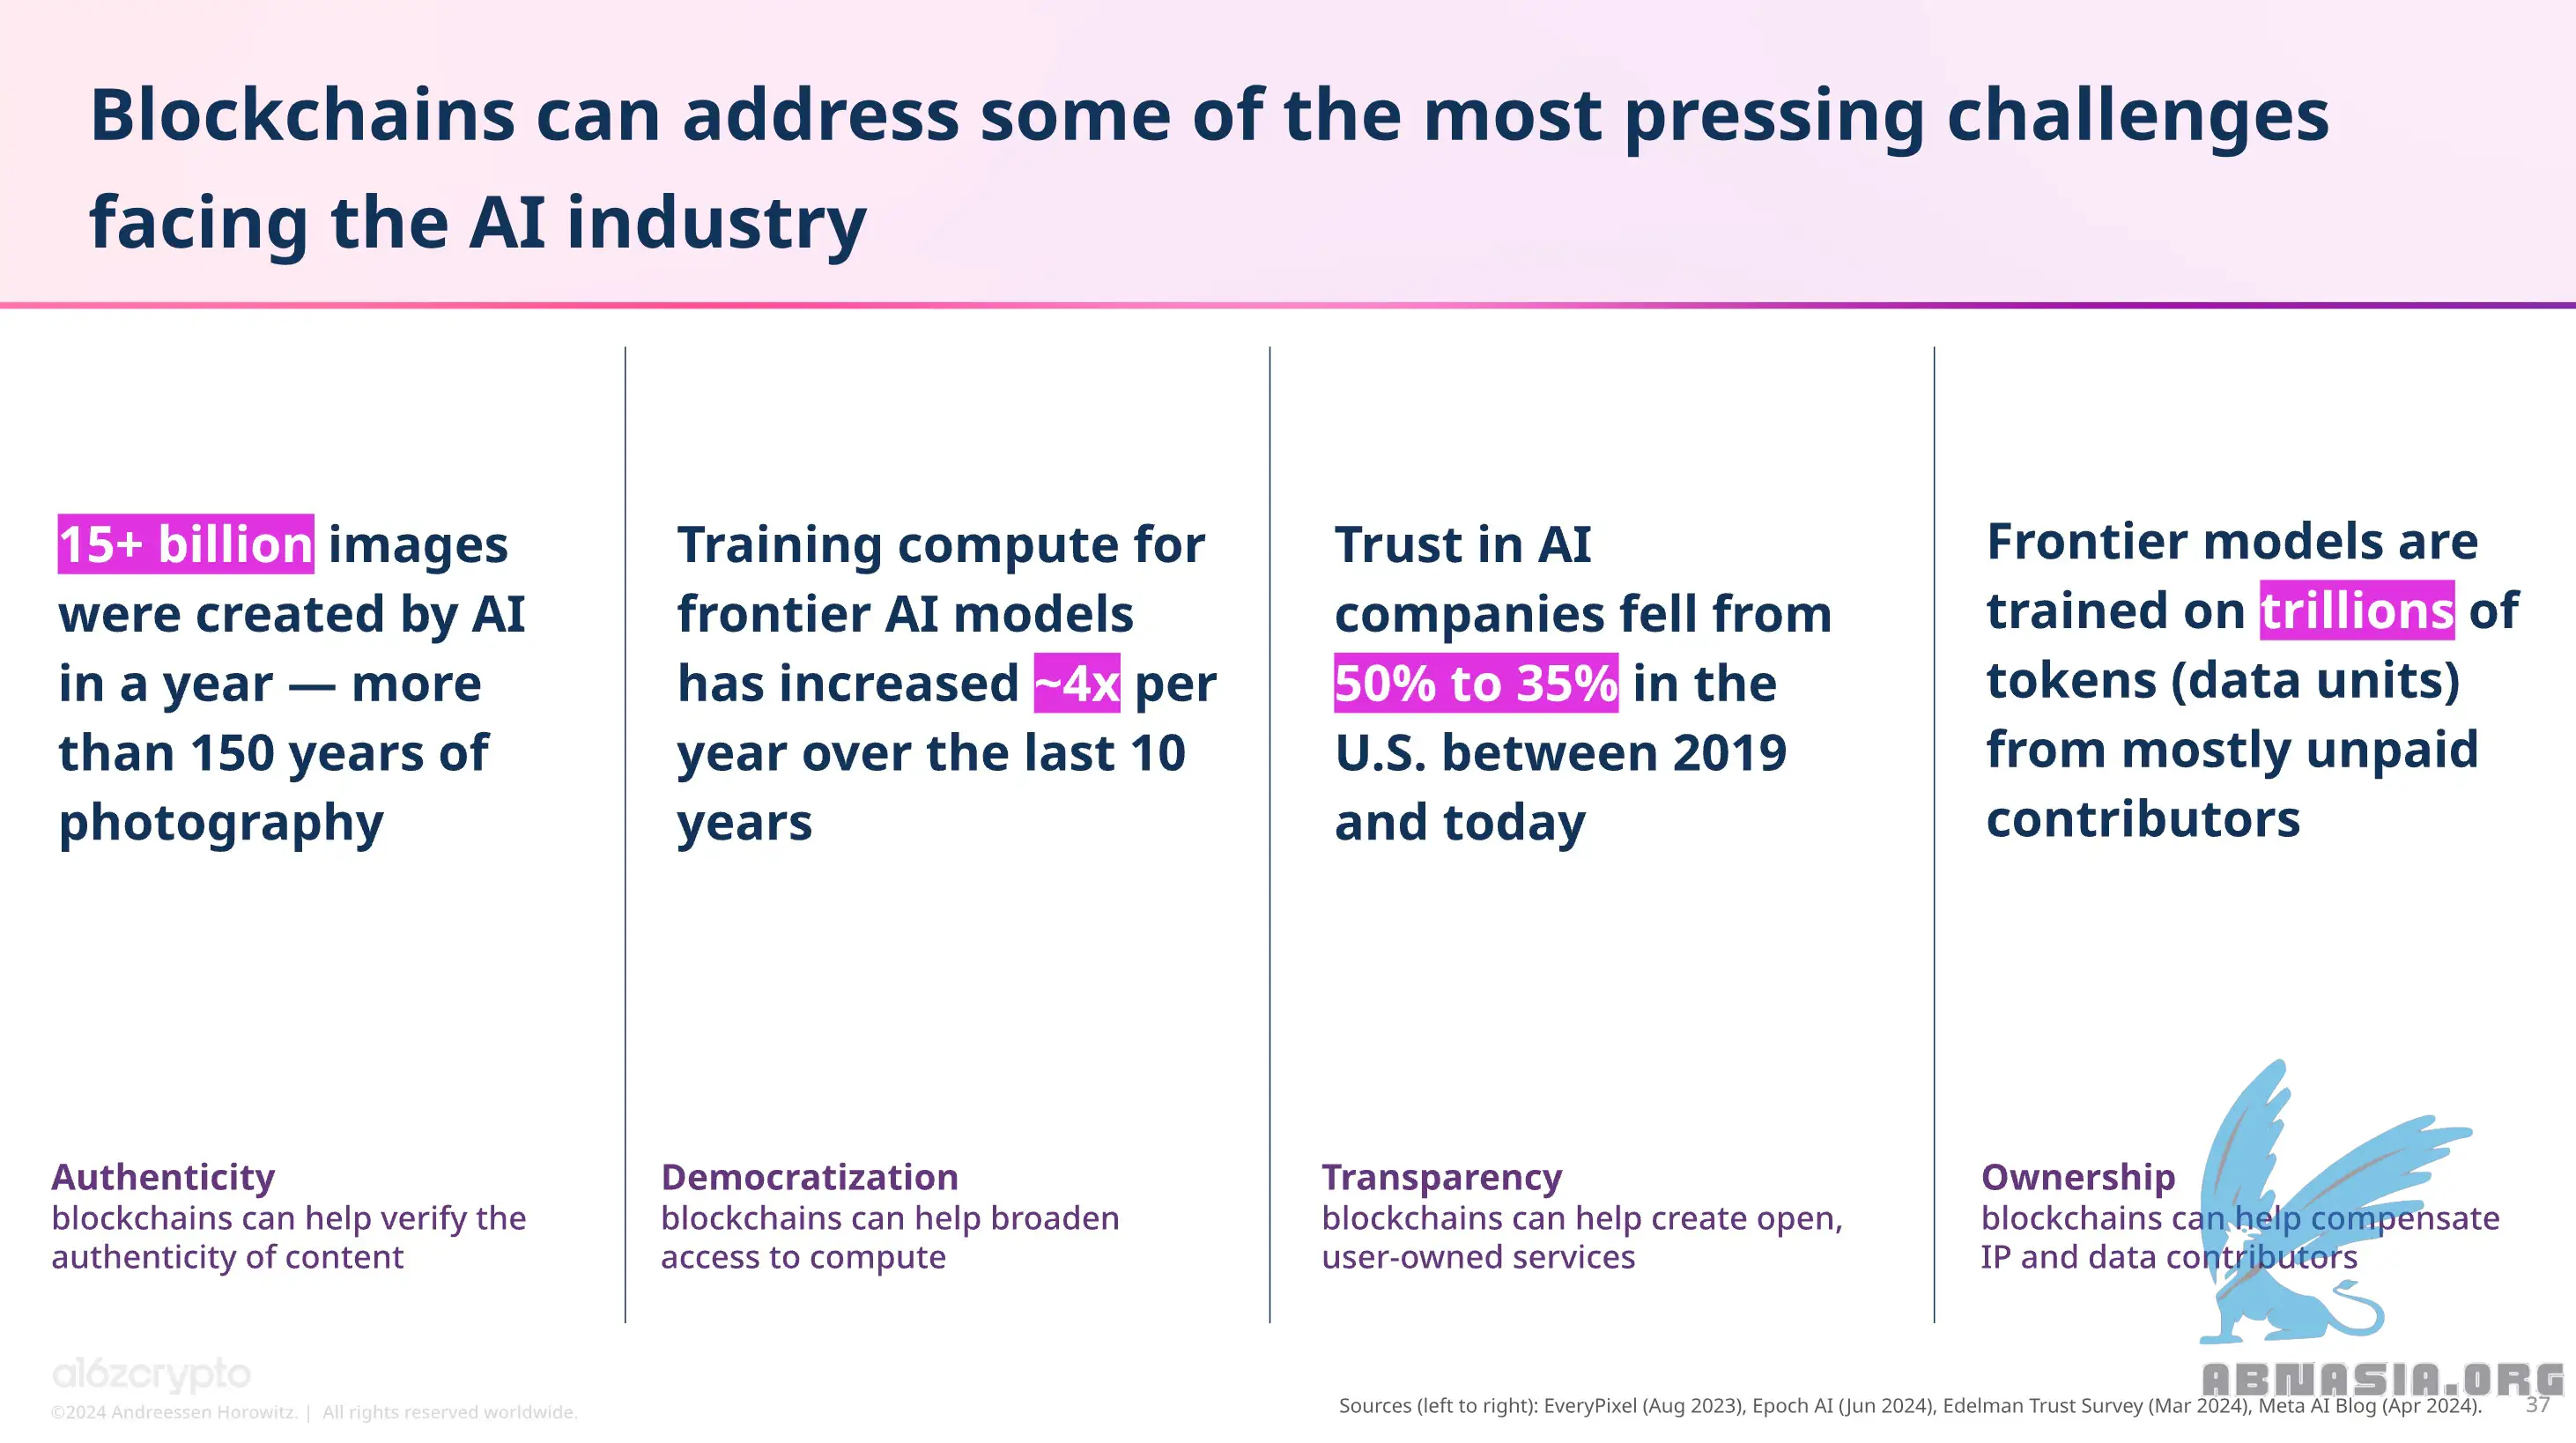 Blockchains can address some of the most pressing challenges
facing the AI industry
15+ billion images
were created by AI
in a year — more
than 150 years of
photography
Authenticity
blockchains can help verify the
authenticity of content
Training compute for
frontier AI models
has increased ~4x per
year over the last 10
years
Democratization
blockchains can help broaden
access to compute
Trust in AI
companies fell from
50% to 35% in the
U.S. between 2019
and today
Transparency
blockchains can help create open,
user-owned services
Frontier models are
trained on trillions of
tokens (data units)
from mostly unpaid
contributors
Ownership
blockchains can help compensate
IP and data contributors
a16zcrypto
©2024 Andreessen Horowitz. | All rights reserved worldwide.
ABNASIA.ORG
Sources (left to right): EveryPixel (Aug 2023), Epoch AI (Jun 2024), Edelman Trust Survey (Mar 2024), Meta AI Blog (Apr 2024).
37